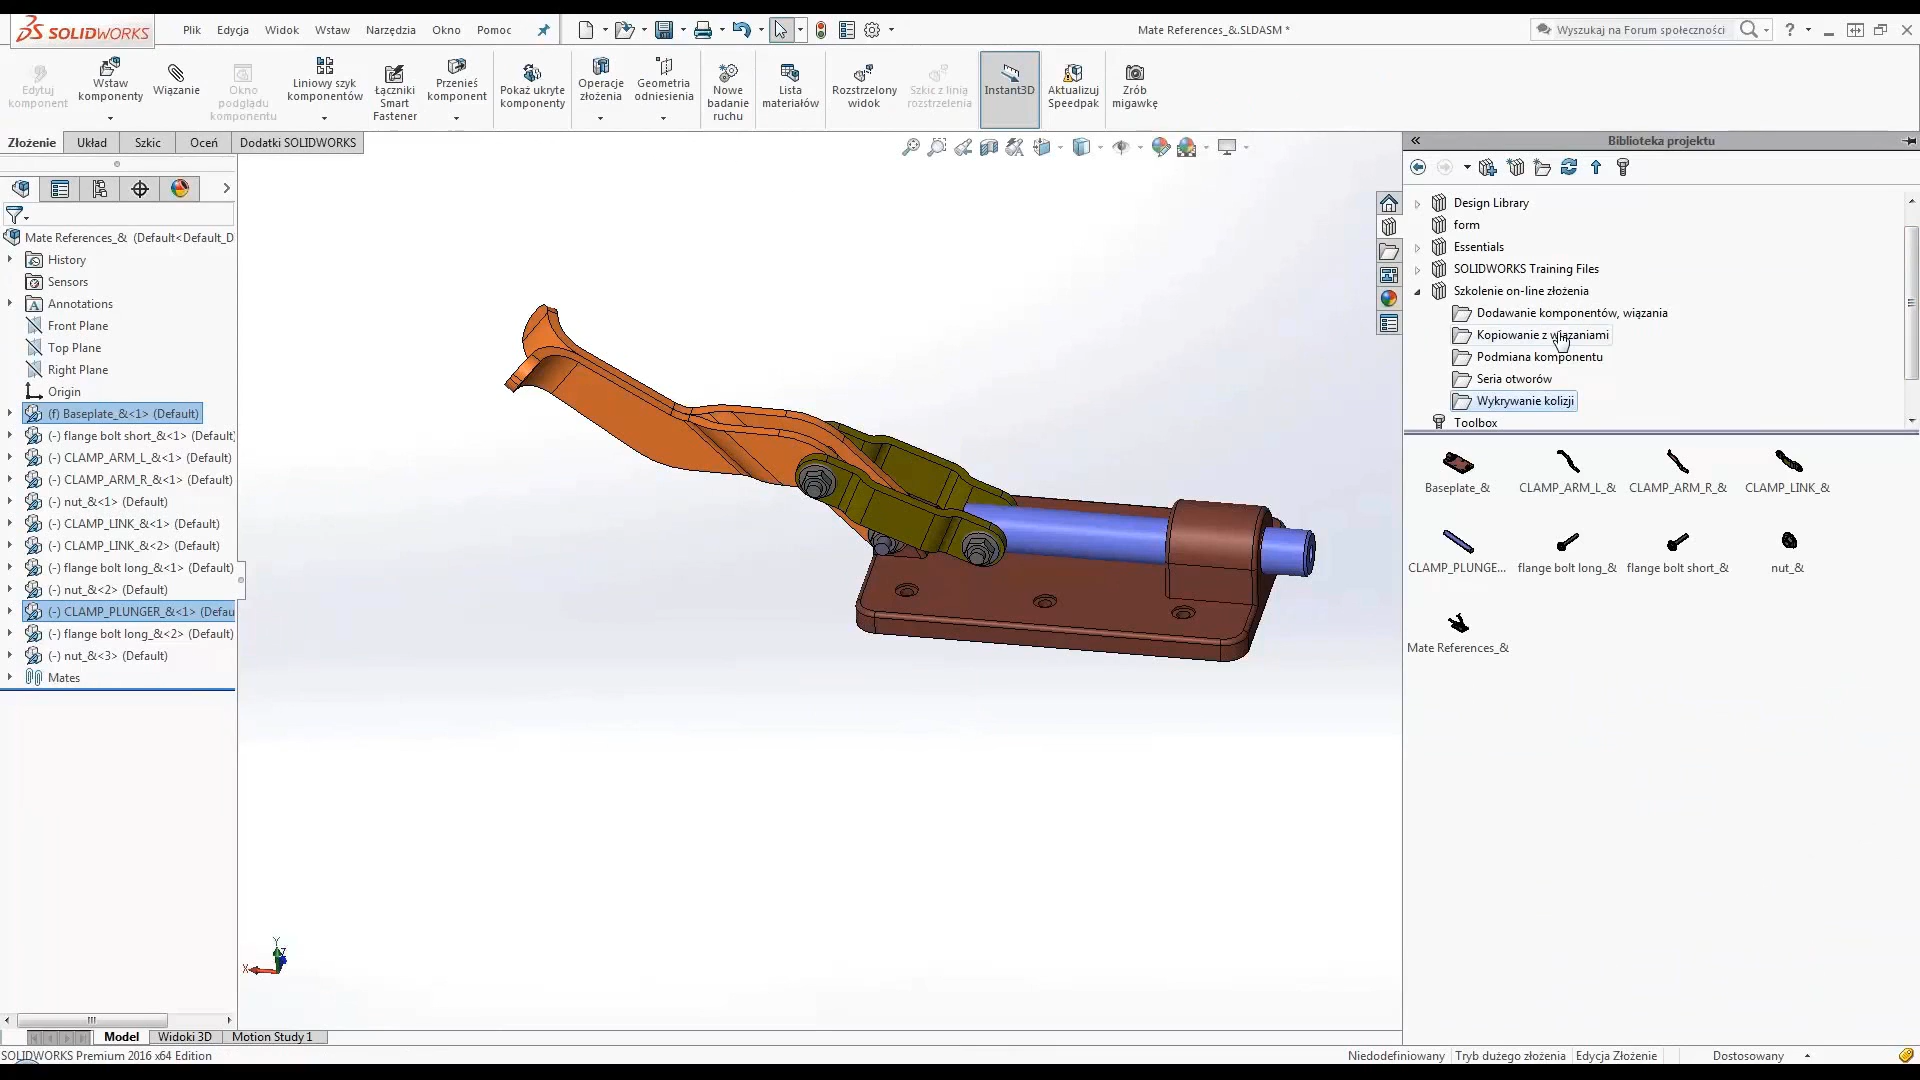 SOLIDWORKS
Plik
Edycja
Widok
Wstaw
Narzędzia
Okno
Pomoc
Mate References_&.SLDASM *
Wyszukaj na Forum społeczności
Edytuj
komponent
Wstaw
komponenty
Wiązanie
Okno
podglądu
komponentu
Liniowy szyk
komponentów
Łączniki
Smart
Fastener
Przenieś
komponent
Pokaż ukryte
komponenty
Operacje
złożenia
Geometria
odniesienia
Nowe
badanie
ruchu
Lista
materiałów
Rozstrzelony
widok
Szkic z linią
rozstrzelenia
Instant3D
Aktualizuj
Speedpak
Zrób
migawkę
Złożenie
Układ
Szkic
Oceń
Dodatki SOLIDWORKS
Mate References_& (Default<Default_D
History
Sensors
Annotations
Front Plane
Top Plane
Right Plane
Origin
(f) Baseplate_&<1> (Default)
(-) flange bolt short_&<1> (Default)
(-) CLAMP_ARM_L_&<1> (Default)
(-) CLAMP_ARM_R_&<1> (Default)
(-) nut_&<1> (Default)
(-) CLAMP_LINK_&<1> (Default)
(-) CLAMP_LINK_&<2> (Default)
(-) flange bolt long_&<1> (Default)
(-) nut_&<2> (Default)
(-) CLAMP_PLUNGER_&<1> (Defau
(-) flange bolt long_&<2> (Default)
(-) nut_&<3> (Default)
Mates
Y
Z
X
Biblioteka projektu
Design Library
form
Essentials
SOLIDWORKS Training Files
Szkolenie on-line złożenia
Dodawanie komponentów, wiązania
Kopiowanie z wiązaniami
Podmiana komponentu
Seria otworów
Wykrywanie kolizji
Toolbox
Baseplate_&
CLAMP_ARM_L_&
CLAMP_ARM_R_&
CLAMP_LINK_&
CLAMP_PLUNGE...
flange bolt long_&
flange bolt short_&
nut_&
Mate References_&
Model
Widoki 3D
Motion Study 1
SOLIDWORKS Premium 2016 x64 Edition
Niedodefiniowany
Tryb dużego złożenia
Edycja Złożenie
Dostosowany